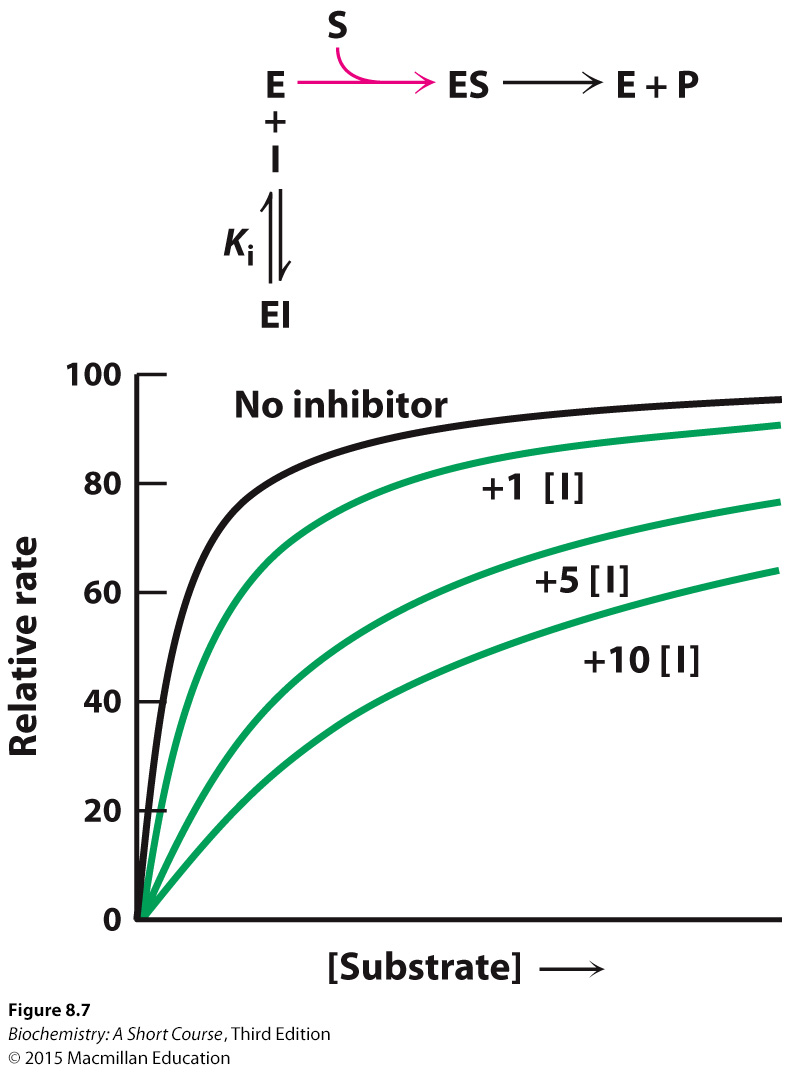 S
E ES E + P
+
I
Ki
EI
100
No inhibitor
80
+1 [I]
60
+5 [I]
+10 [I]
40
20
0
Relative rate
[Substrate]
Figure 8.7
Biochemistry: A Short Course, Third Edition
© 2015 Macmillan Education